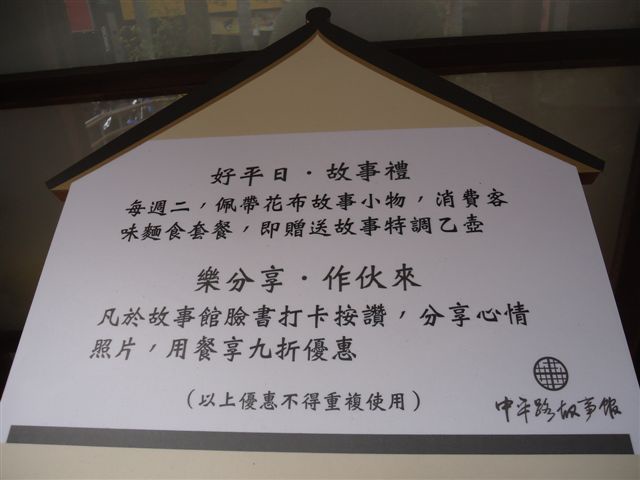 好平日・故事禮
每週二，佩帶花布故事小物，消費客
味麵食套餐，即贈送故事特調乙壺
樂分享・作伙來
凡於故事館臉書打卡按讚，分享心情
照片，用餐享九折優惠
（以上優惠不得重複使用）
中平路故事館